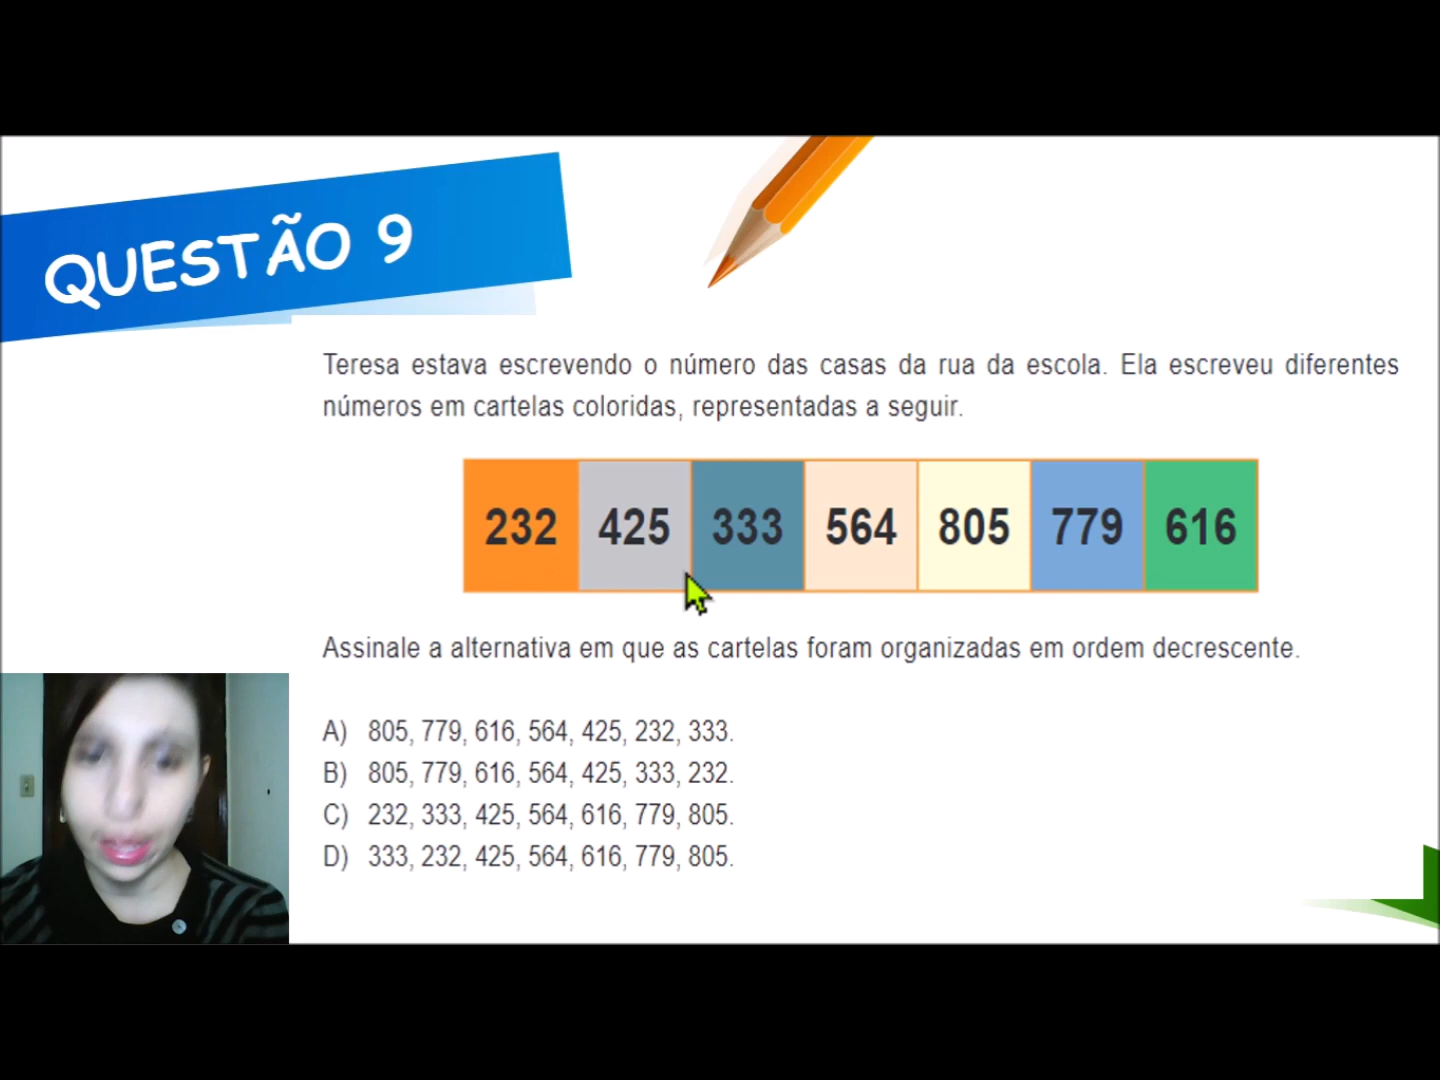 QUESTÃO 9
Teresa estava escrevendo o número das casas da rua da escola. Ela escreveu diferentes
números em cartelas coloridas, representadas a seguir.
232 425 333 564 805 779 616
Assinale a alternativa em que as cartelas foram organizadas em ordem decrescente.
A) 805, 779, 616, 564, 425, 232, 333.
B) 805, 779, 616, 564, 425, 333, 232.
C) 232, 333, 425, 564, 616, 779, 805.
D) 333, 232, 425, 564, 616, 779, 805.